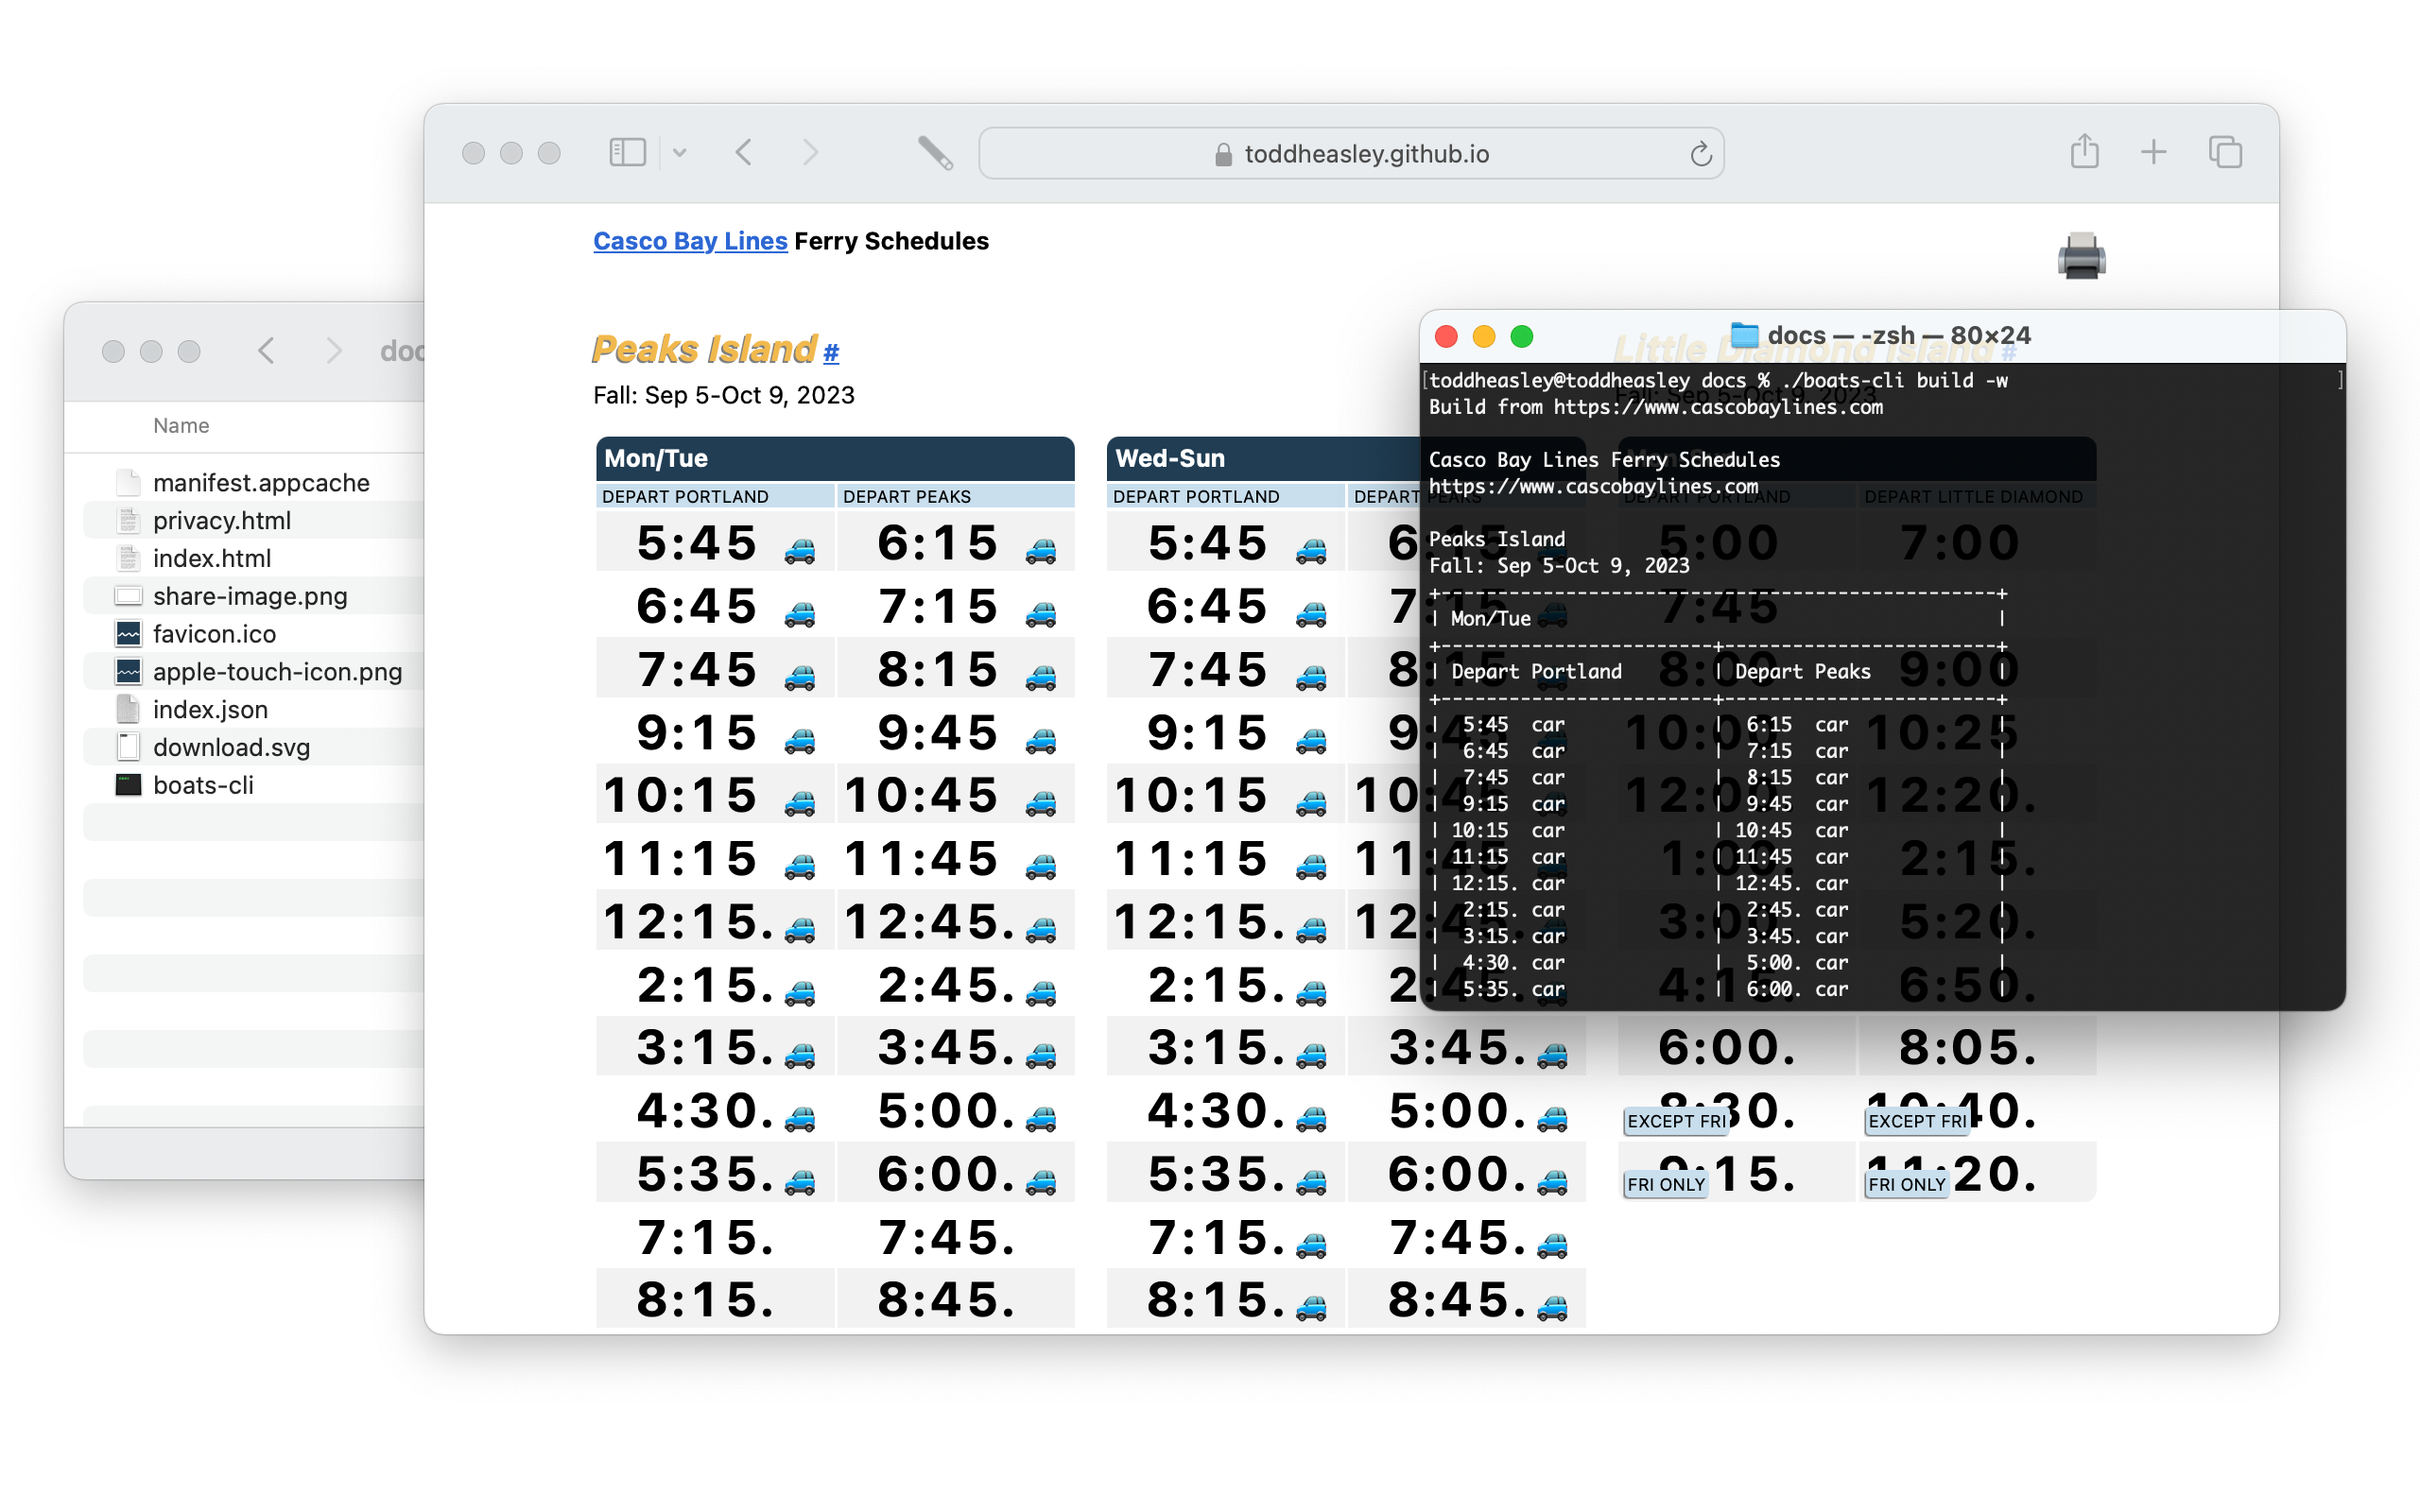 toddheasley.github.io
Casco Bay Lines Ferry Schedules
Peaks Island #
Fall: Sep 5-Oct 9, 2023
Mon/Tue
DEPART PORTLAND DEPART PEAKS
5:45 6:15
6:45 7:15
7:45 8:15
9:15 9:45
10:15 10:45
11:15 11:45
12:15. 12:45.
2:15. 2:45.
3:15. 3:45.
4:30. 5:00.
5:35. 6:00.
7:15. 7:45.
8:15. 8:45.
Wed-Sun
DEPART PORTLAND DEPART PEAKS
5:45 6:15
6:45 7:15
7:45 8:15
9:15 9:45
10:15 10:45
11:15 11:45
12:15. 12:45.
2:15. 2:45.
3:15. 3:45.
4:30. 5:00.
5:35. 6:00.
7:15. 7:45.
8:15. 8:45.
Little Diamond Island #
Fall: Sep 5-Oct 9, 2023
DEPART PORTLAND DEPART LITTLE DIAMOND
5:00 7:00
7:45
8:00 9:00
10:00 10:25
12:00. 12:20.
1:00. 2:15.
3:00. 5:20.
4:15. 6:50.
6:00. 8:05.
EXCEPT FRI 8:30. EXCEPT FRI 10:40.
FRI ONLY 9:15. FRI ONLY 11:20.
doc
Name
manifest.appcache
privacy.html
index.html
share-image.png
favicon.ico
apple-touch-icon.png
index.json
download.svg
boats-cli
docs — -zsh — 80×24
[toddheasley@toddheasley docs % ./boats-cli build -w ]
Build from https://www.cascobaylines.com
Casco Bay Lines Ferry Schedules
https://www.cascobaylines.com
Peaks Island
Fall: Sep 5-Oct 9, 2023
+-------------------------------------------------+
| Mon/Tue |
+------------------------+------------------------+
| Depart Portland | Depart Peaks |
+------------------------+------------------------+
| 5:45 car | 6:15 car |
| 6:45 car | 7:15 car |
| 7:45 car | 8:15 car |
| 9:15 car | 9:45 car |
| 10:15 car | 10:45 car |
| 11:15 car | 11:45 car |
| 12:15. car | 12:45. car |
| 2:15. car | 2:45. car |
| 3:15. car | 3:45. car |
| 4:30. car | 5:00. car |
| 5:35. car | 6:00. car |